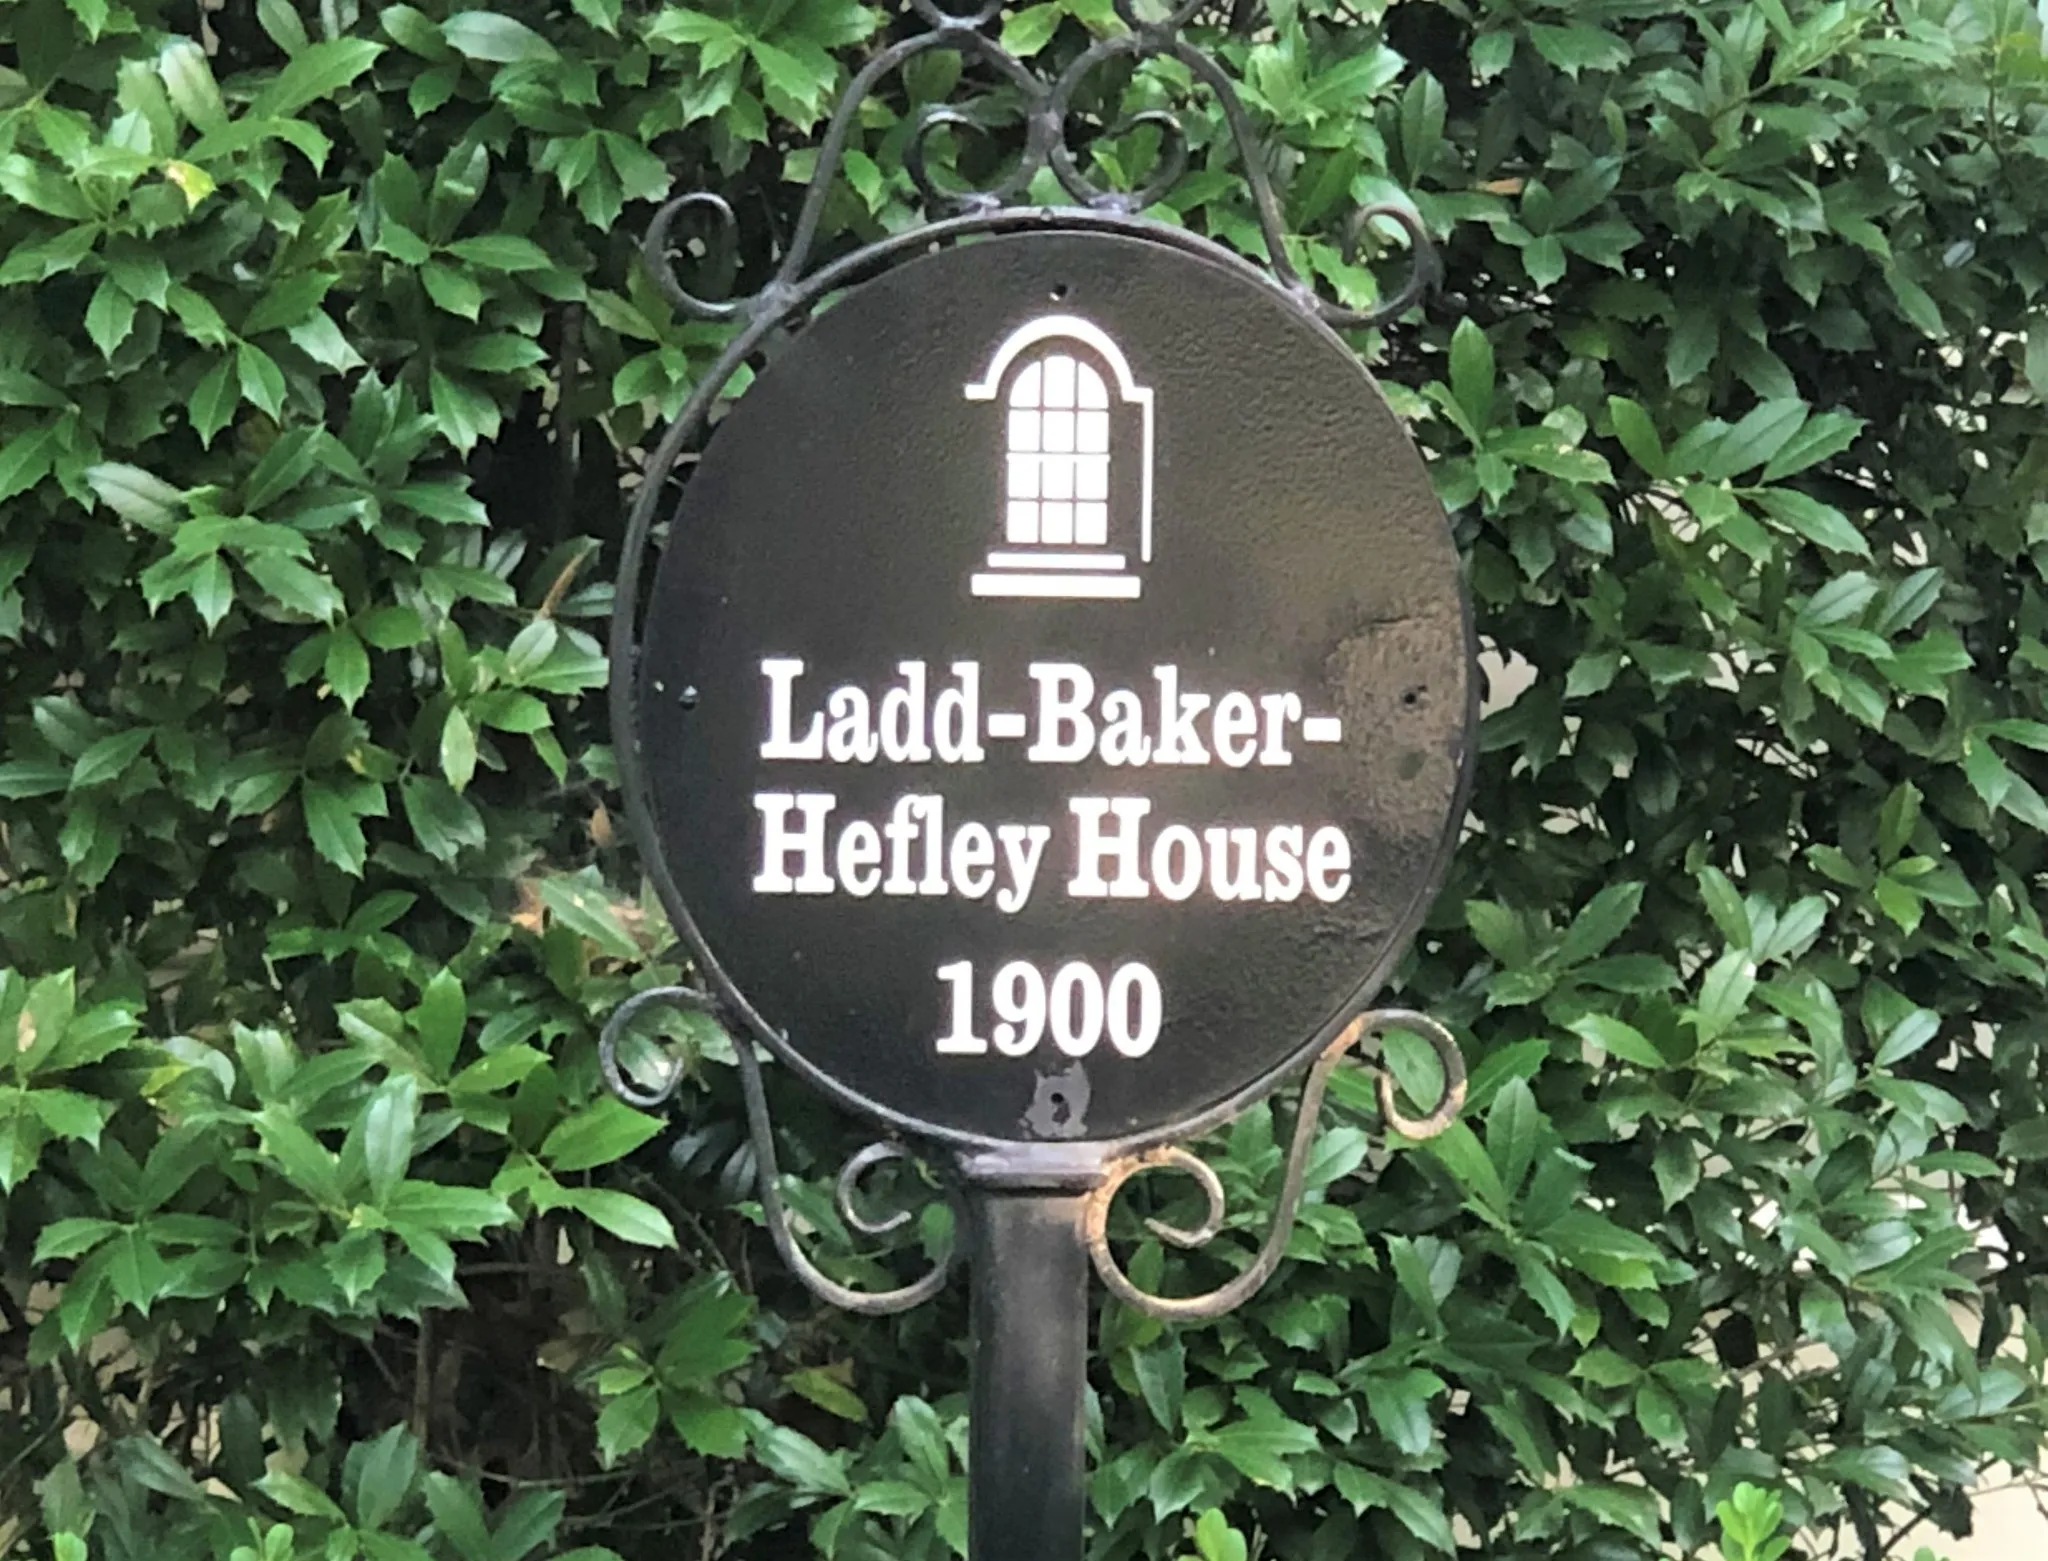 Ladd-Baker-
Hefley House
1900